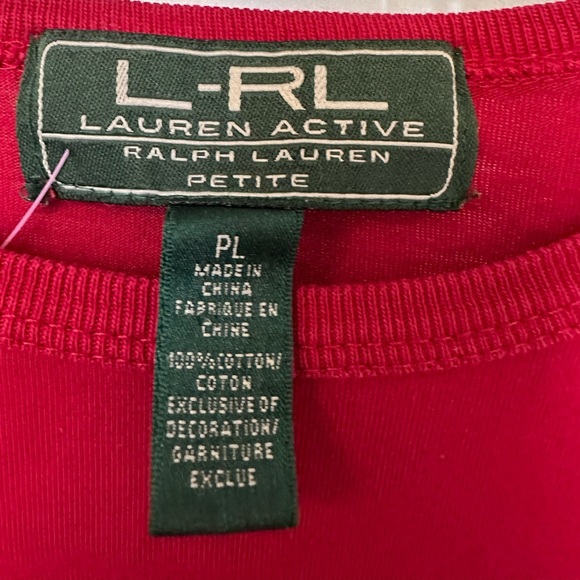 L-RL
LAUREN ACTIVE
RALPH LAUREN
PETITE
PL
MADE IN
CHINA
FABRIQUE EN
CHINE
100%COTTON/
COTON
EXCLUSIVE OF
DECORATION/
GARNITURE
EXCLUE